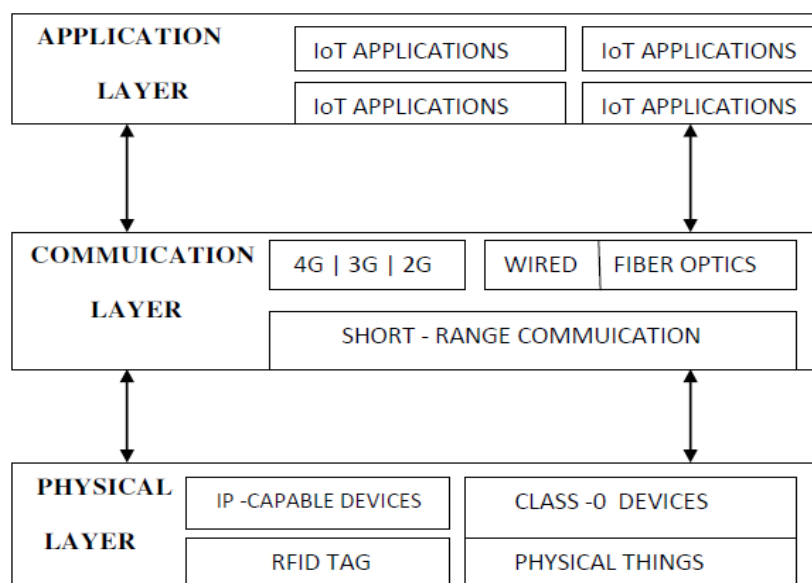 APPLICATION
LAYER
IoT APPLICATIONS
IoT APPLICATIONS
IoT APPLICATIONS
IoT APPLICATIONS
COMMUICATION
LAYER
4G | 3G | 2G
WIRED
FIBER OPTICS
SHORT - RANGE COMMUICATION
PHYSICAL
LAYER
IP -CAPABLE DEVICES
CLASS -0 DEVICES
RFID TAG
PHYSICAL THINGS